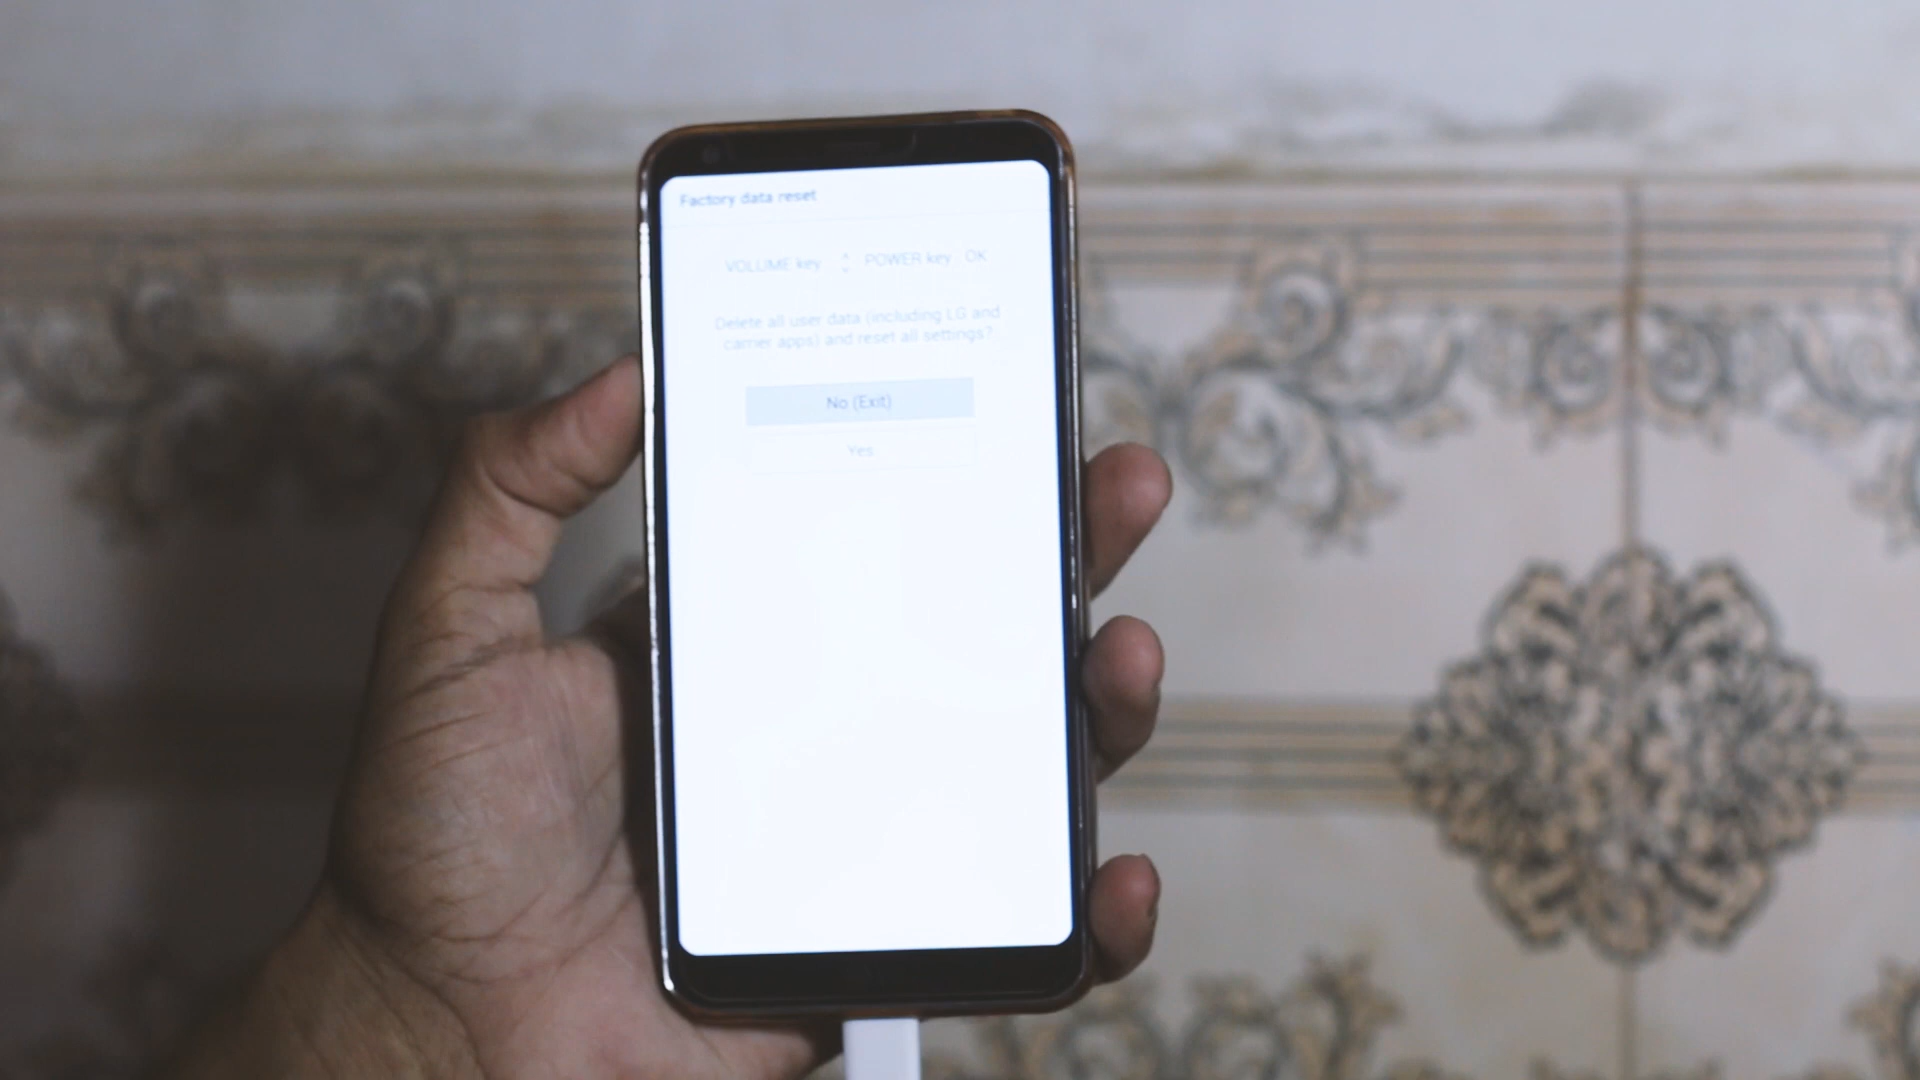 Factory data reset
VOLUME key : POWER key OK
Delete all user data (including LG and
carrier apps) and reset all settings?
No (Exit)
Yes